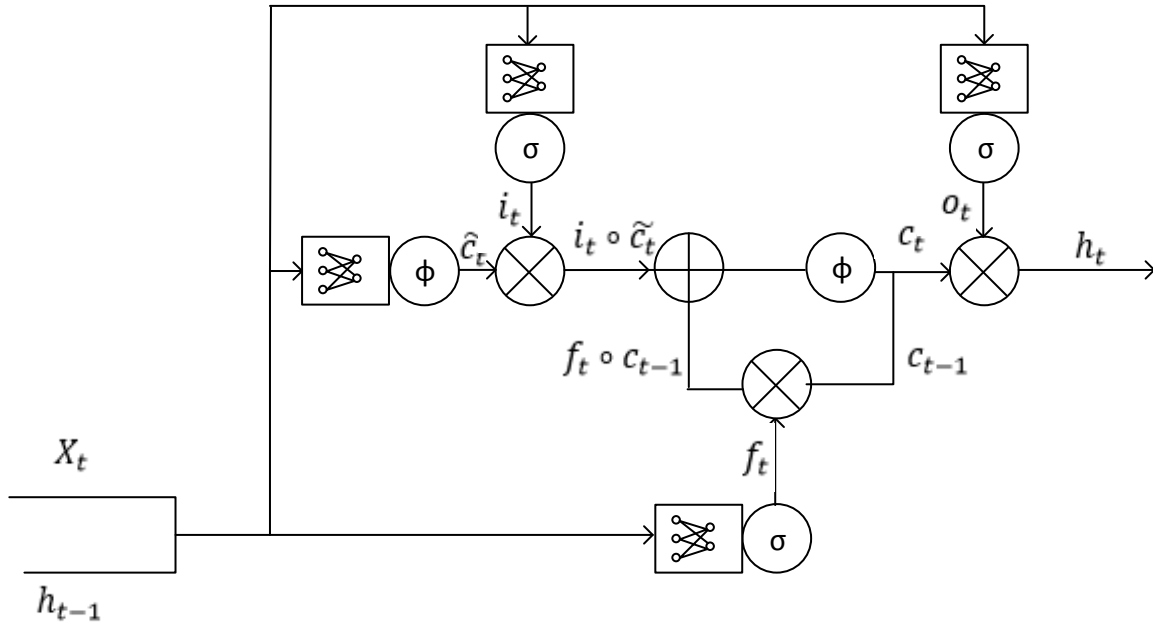 σ
σ
i_t
o_t
ĉ_t
i_t ∘ c̃_t
c_t
h_t
ϕ
ϕ
f_t ∘ c_{t−1}
c_{t−1}
X_t
f_t
σ
h_{t−1}